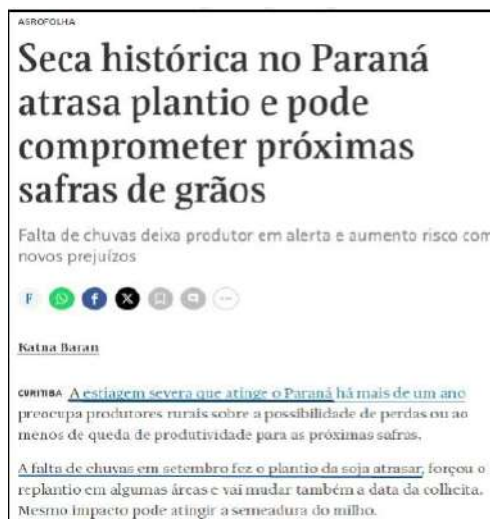 AGROFOLHA
Seca histórica no Paraná
atrasa plantio e pode
comprometer próximas
safras de grãos
Falta de chuvas deixa produtor em alerta e aumento risco com
novos prejuízos
F
Katna Baran
CURITIBA A estiagem severa que atinge o Paraná há mais de um ano
preocupa produtores rurais sobre a possibilidade de perdas ou ao
menos de queda de produtividade para as próximas safras.
A falta de chuvas em setembro fez o plantio da soja atrasar, forçou o
replantio em algumas áreas e vai mudar também a data da colheita.
Mesmo impacto pode atingir a semeadura do milho.